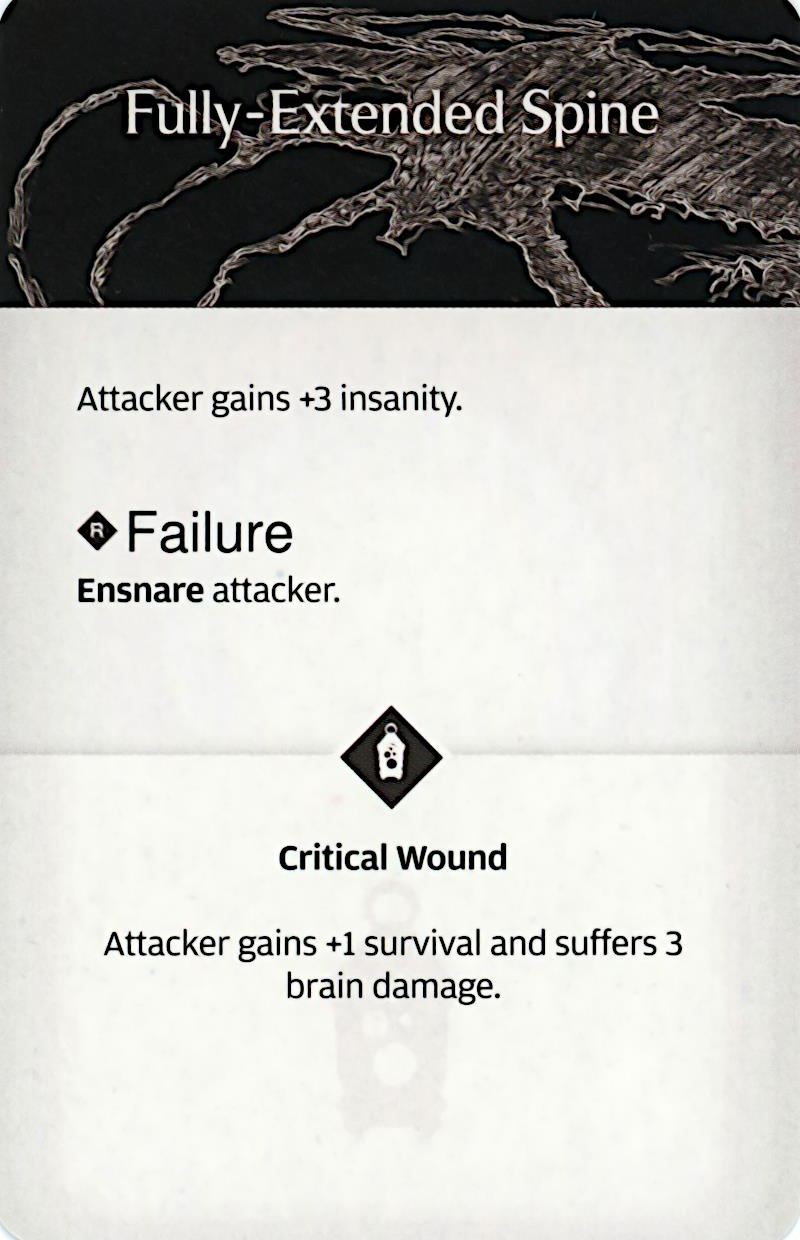 Fully-Extended Spine
Attacker gains +3 insanity.
R Failure
Ensnare attacker.
Critical Wound
Attacker gains +1 survival and suffers 3
brain damage.